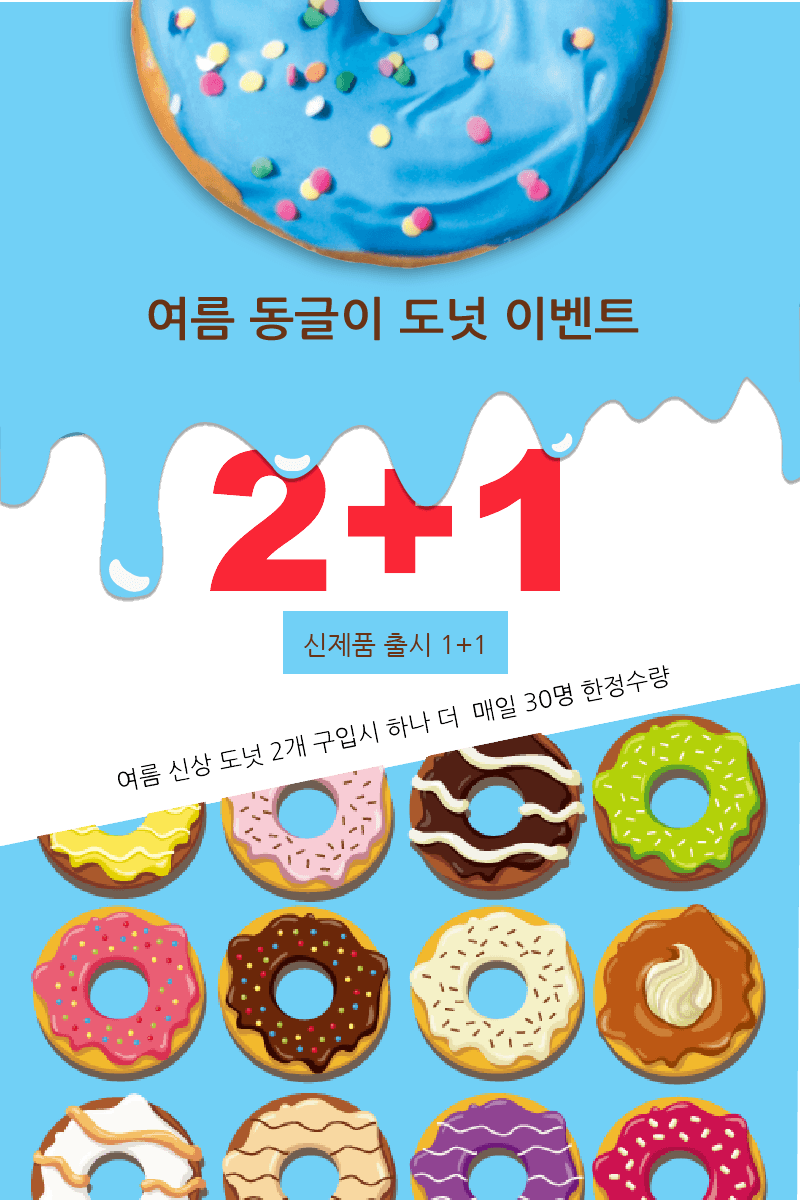 여름 동글이 도넛 이벤트
2+1
신제품 출시 1+1
여름 신상 도넛 2개 구입시 하나 더 매일 30명 한정수량